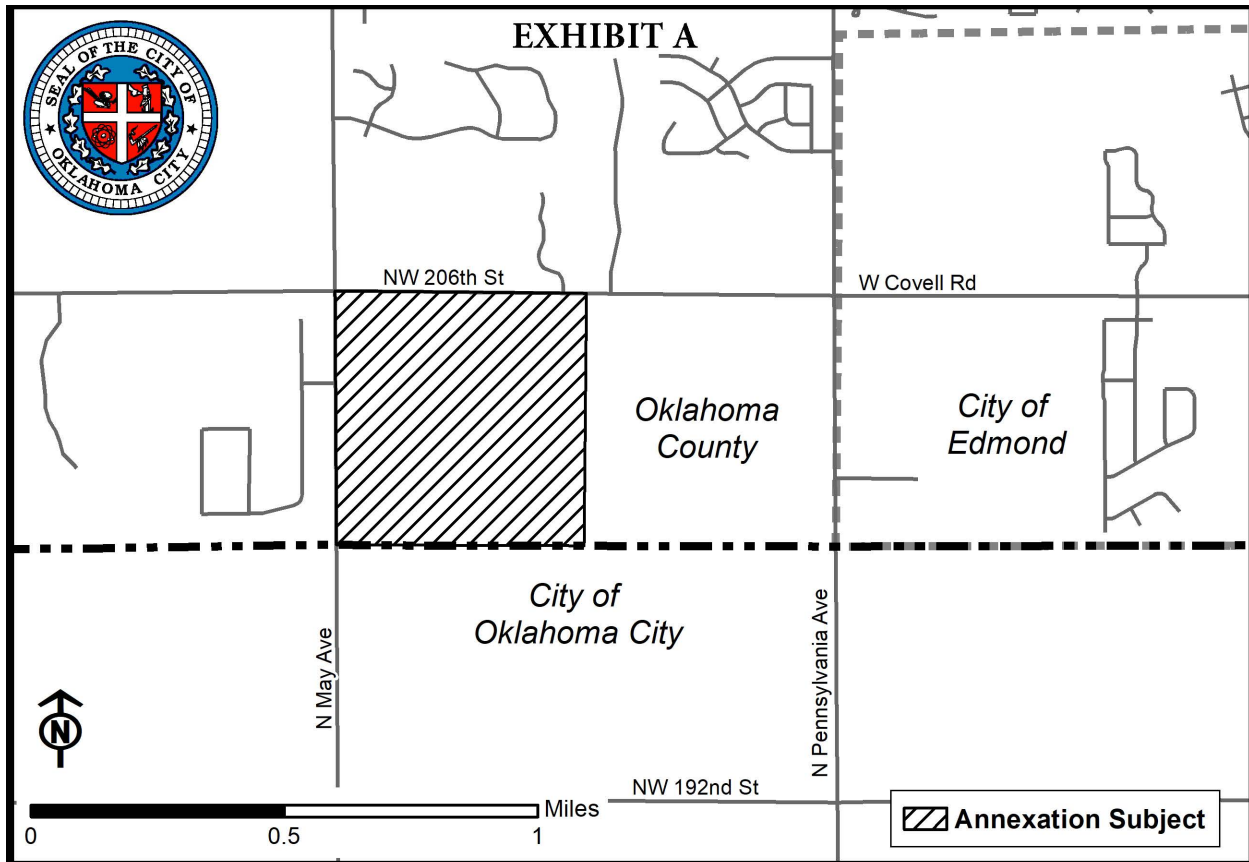 EXHIBIT A
SEAL OF THE CITY OF
OKLAHOMA CITY
NW 206th St
W Covell Rd
Oklahoma
County
City of
Edmond
City of
Oklahoma City
N May Ave
N Pennsylvania Ave
N
NW 192nd St
Miles
0 0.5 1
Annexation Subject